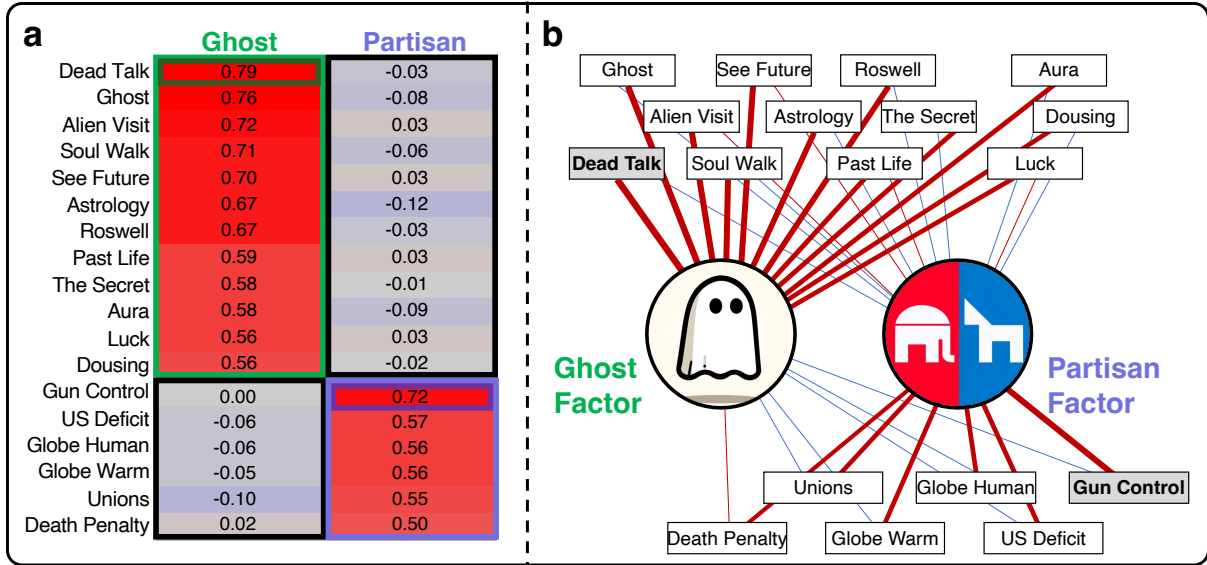 a
Ghost Partisan
Dead Talk 0.79 -0.03
Ghost 0.76 -0.08
Alien Visit 0.72 0.03
Soul Walk 0.71 -0.06
See Future 0.70 0.03
Astrology 0.67 -0.12
Roswell 0.67 -0.03
Past Life 0.59 0.03
The Secret 0.58 -0.01
Aura 0.58 -0.09
Luck 0.56 0.03
Dousing 0.56 -0.02
Gun Control 0.00 0.72
US Deficit -0.06 0.57
Globe Human -0.06 0.56
Globe Warm -0.05 0.56
Unions -0.10 0.55
Death Penalty 0.02 0.50
b
Ghost See Future Roswell Aura
Alien Visit Astrology The Secret Dousing
Dead Talk Soul Walk Past Life Luck
Ghost
Factor
Partisan
Factor
Unions Globe Human Gun Control
Death Penalty Globe Warm US Deficit